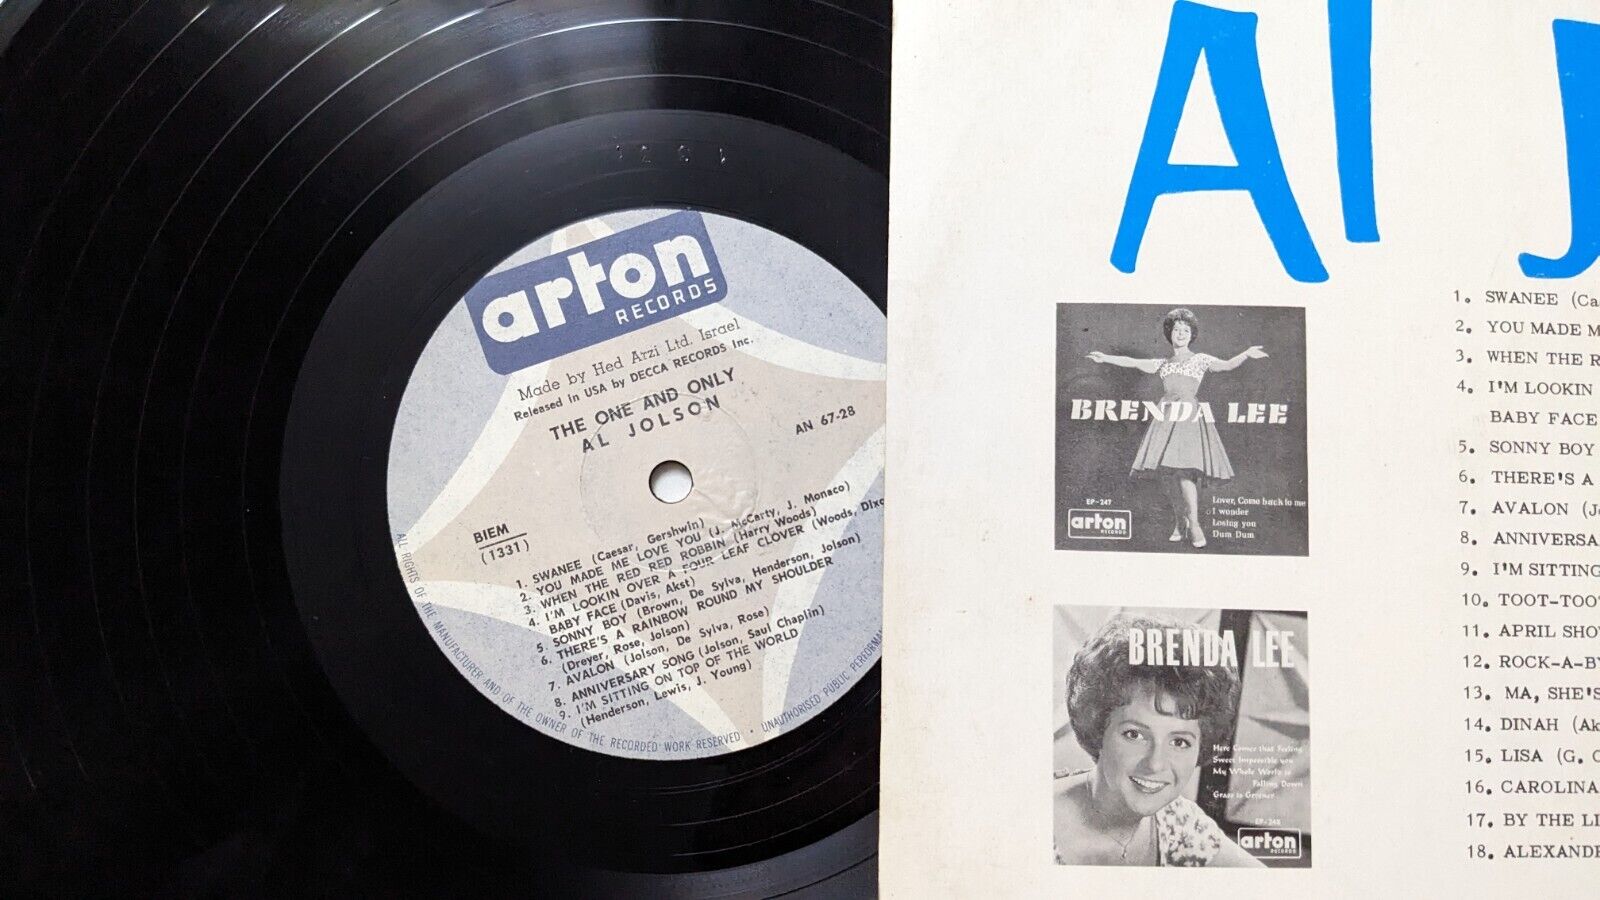 1331
arton
RECORDS
Made by Hed Arzi Ltd. Israel
Released in USA by DECCA RECORDS Inc.
THE ONE AND ONLY
AL JOLSON
AN 67-28
BIEM
(1331)
1. SWANEE (Caesar, Gershwin)
2. YOU MADE ME LOVE YOU (J. McCarty, J. Monaco)
3. WHEN THE RED RED ROBBIN (Harry Woods)
4. I'M LOOKIN OVER A FOUR LEAF CLOVER (Woods, Dixo
BABY FACE (Davis, Akst)
5. SONNY BOY (Brown, De Sylva, Henderson, Jolson)
6. THERE'S A RAINBOW ROUND MY SHOULDER
(Dreyer, Rose, Jolson)
7. AVALON (Jolson, De Sylva, Rose)
8. ANNIVERSARY SONG (Jolson, Saul Chaplin)
9. I'M SITTING ON TOP OF THE WORLD
(Henderson, Lewis, J. Young)
ALL RIGHTS OF THE MANUFACTURER AND OF THE OWNER OF THE RECORDED WORK RESERVED • UNAUTHORISED PUBLIC PERFORMA
Al J
BRENDA LEE
EP-247
arton
RECORDS
Lover, Come back to me
I wonder
Losing you
Dum Dum
BRENDA LEE
Here Comes that Feeling
Sweet Impossible you
My Whole World is
Falling Down
Grass is Greener
EP-248
arton
RECORDS
1. SWANEE (Ca
2. YOU MADE M
3. WHEN THE R
4. I'M LOOKIN
BABY FACE
5. SONNY BOY
6. THERE'S A
7. AVALON (J
8. ANNIVERSA
9. I'M SITTING
10. TOOT-TOO
11. APRIL SHO
12. ROCK-A-B
13. MA, SHE'S
14. DINAH (Ak
15. LISA (G.
16. CAROLINA
17. BY THE LI
18. ALEXANDE